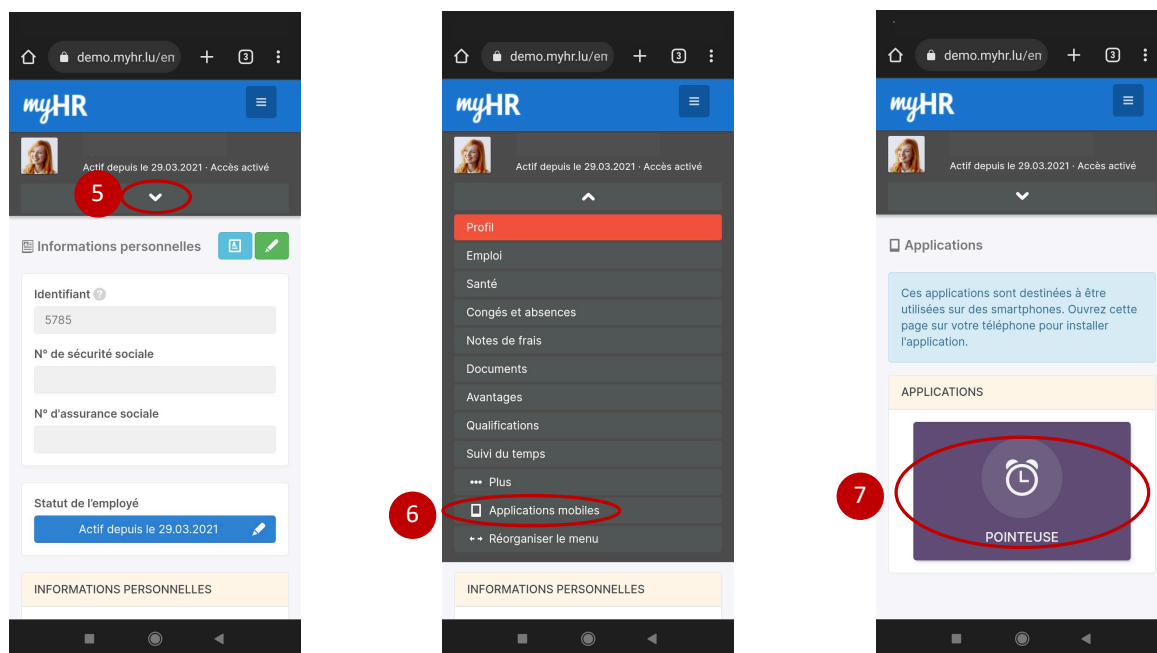 demo.myhr.lu/en
3
myHR
Actif depuis le 29.03.2021 · Accès activé
5
Informations personnelles
Identifiant ?
5785
N° de sécurité sociale
N° d'assurance sociale
Statut de l'employé
Actif depuis le 29.03.2021
INFORMATIONS PERSONNELLES
demo.myhr.lu/en
3
myHR
Actif depuis le 29.03.2021 · Accès activé
Profil
Emploi
Santé
Congés et absences
Notes de frais
Documents
Avantages
Qualifications
Suivi du temps
••• Plus
6
Applications mobiles
Réorganiser le menu
INFORMATIONS PERSONNELLES
demo.myhr.lu/en
3
myHR
Actif depuis le 29.03.2021 · Accès activé
Applications
Ces applications sont destinées à être
utilisées sur des smartphones. Ouvrez cette
page sur votre téléphone pour installer
l'application.
APPLICATIONS
7
POINTEUSE